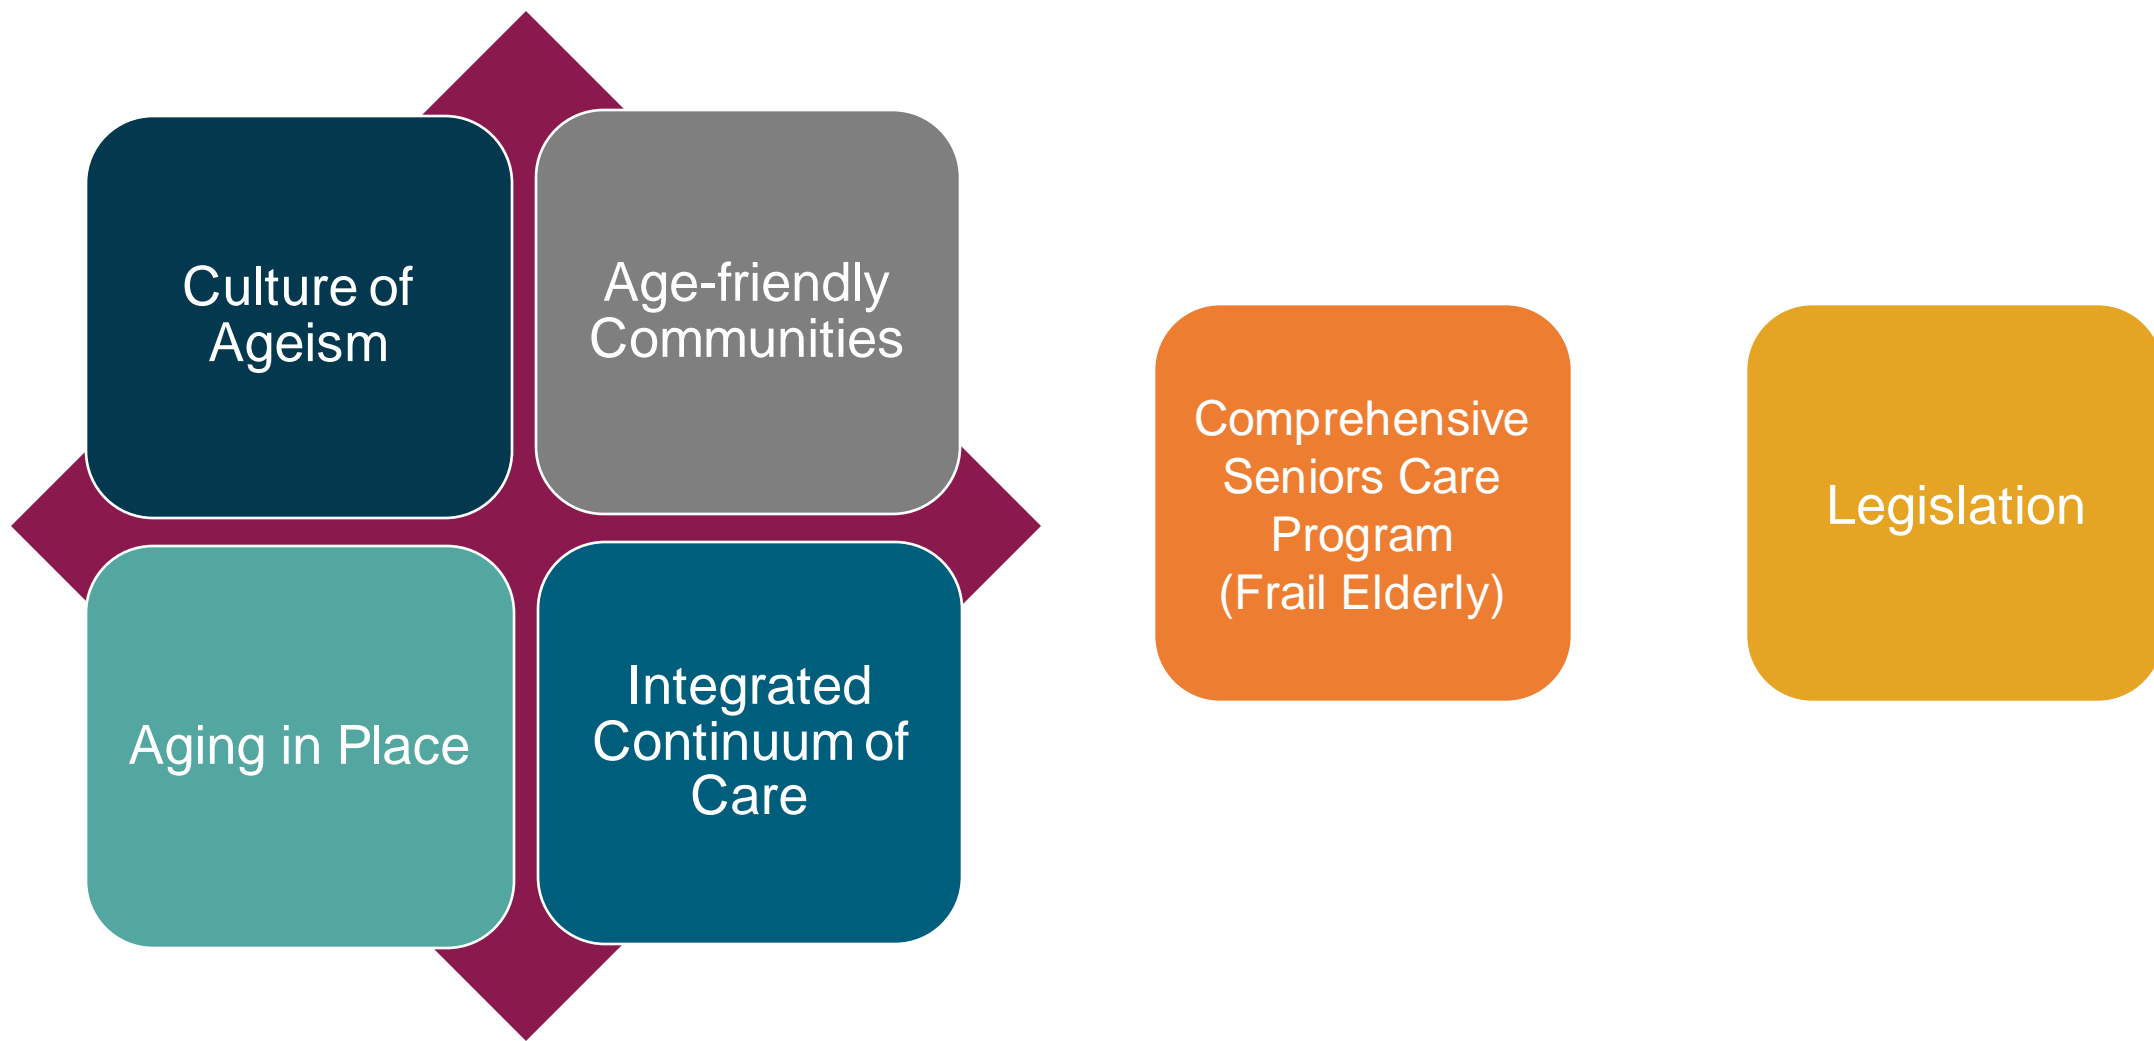 Culture of
Ageism
Age-friendly
Communities
Aging in Place
Integrated
Continuum of
Care
Comprehensive
Seniors Care
Program
(Frail Elderly)
Legislation